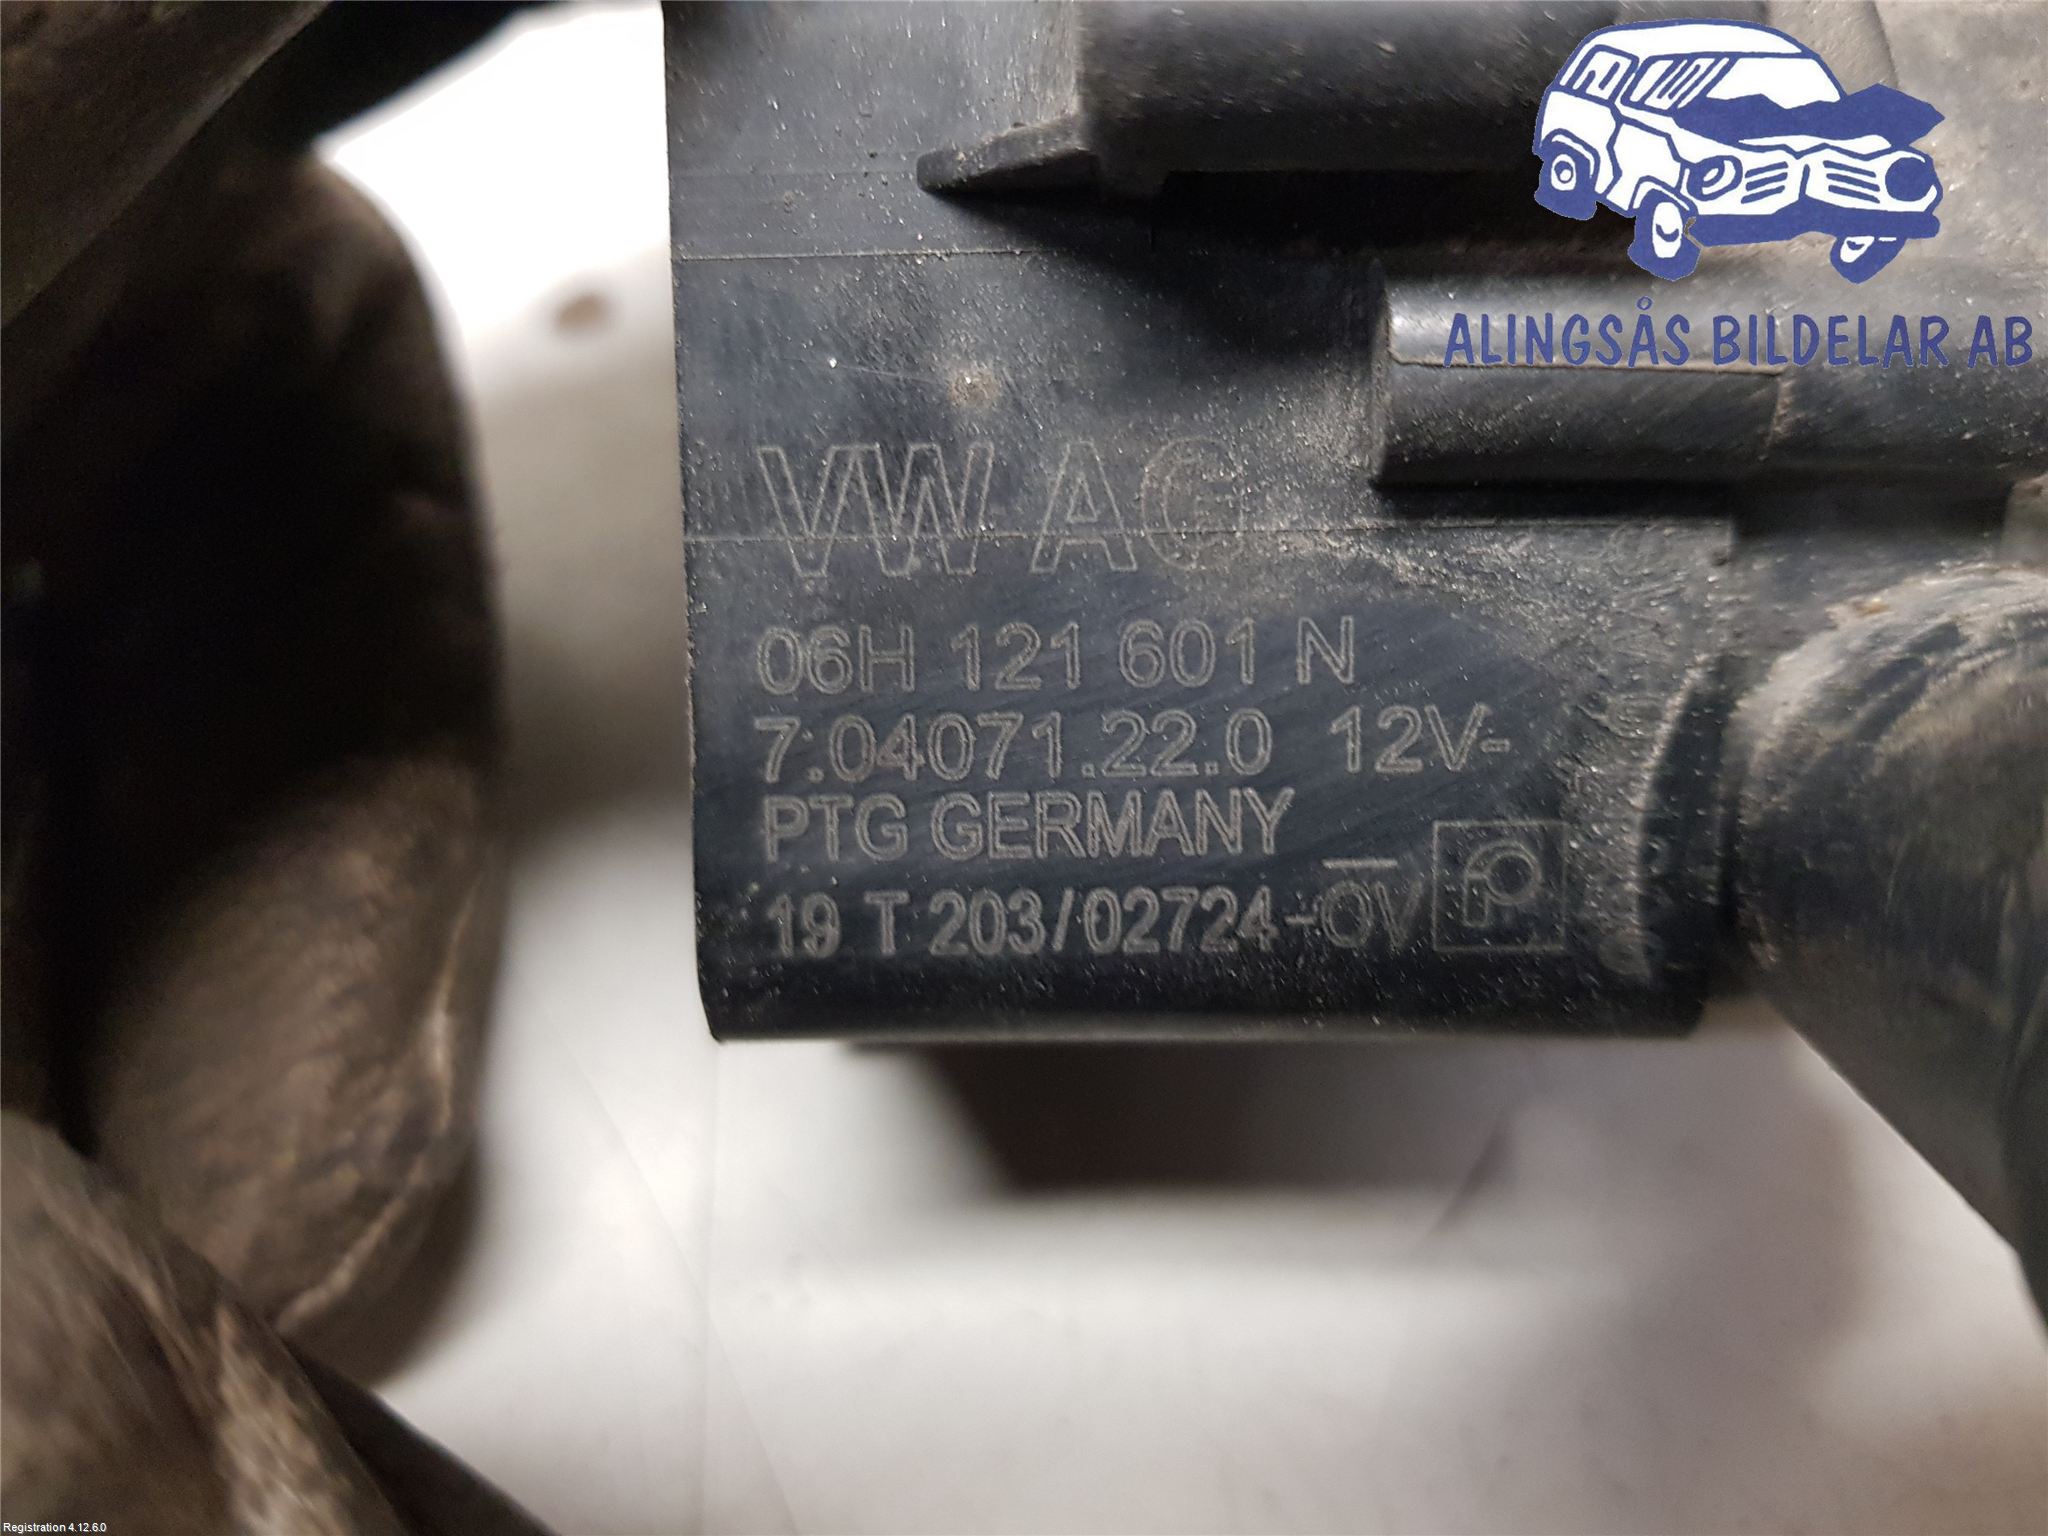 ALINGSÅS BILDELAR AB
VW AG
06H 121 601 N
7.04071.22.0 12V-
PTG GERMANY
19 T 203/02724-OV
Registration 4.12.6.0